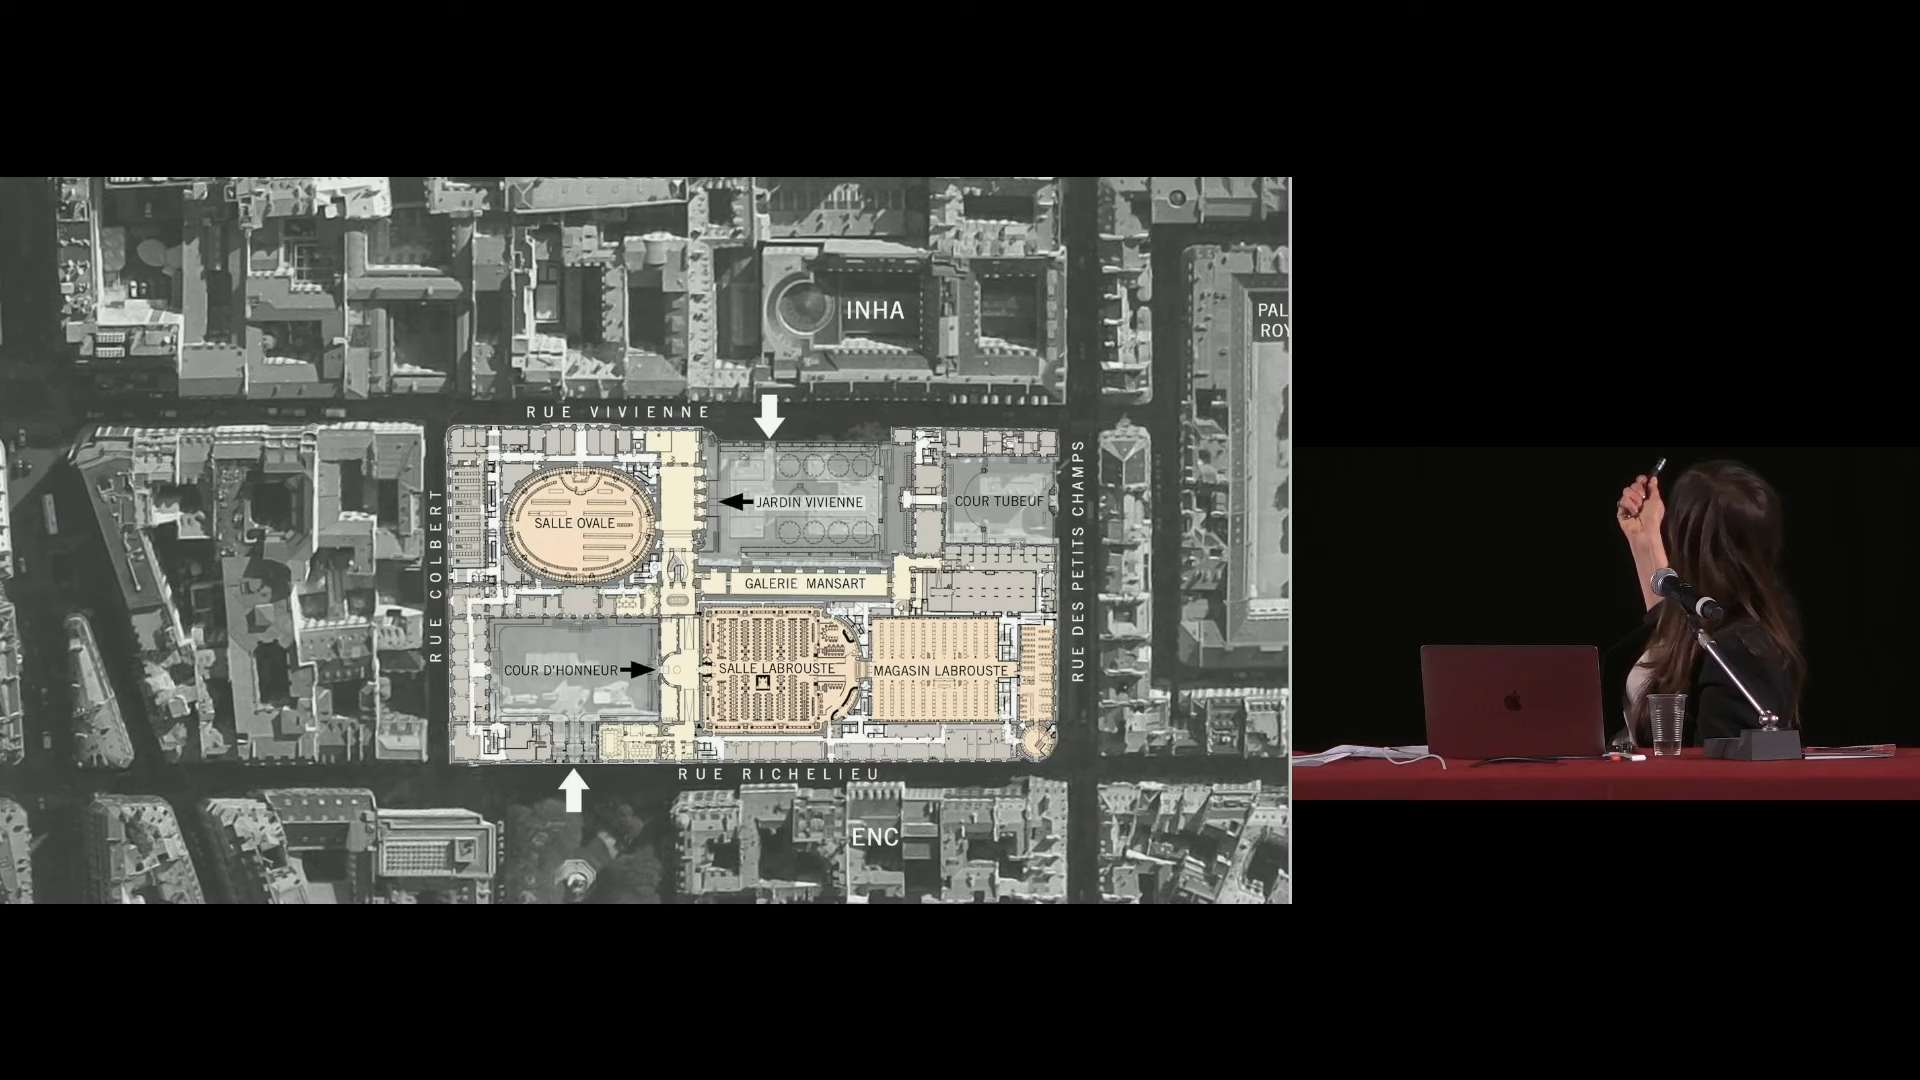 INHA
PAL
ROY
RUE VIVIENNE
RUE COLBERT
RUE DES PETITS CHAMPS
JARDIN VIVIENNE
COUR TUBEUF
SALLE OVALE
GALERIE MANSART
COUR D'HONNEUR
SALLE LABROUSTE
MAGASIN LABROUSTE
RUE RICHELIEU
ENC